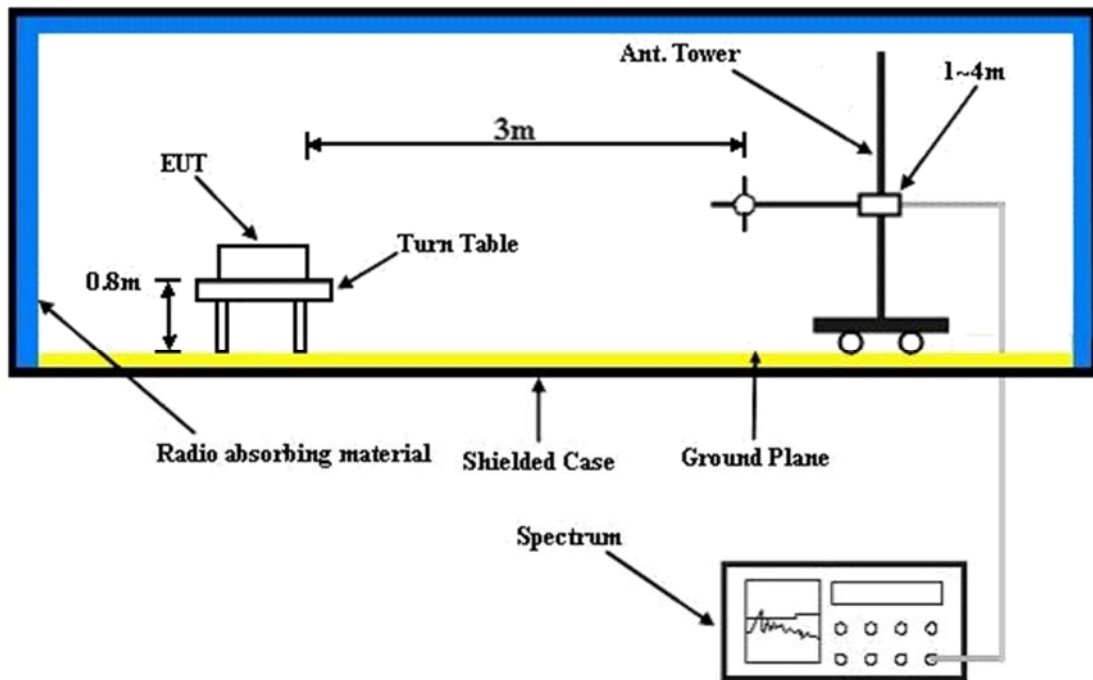 Ant. Tower
1~4m
3m
EUT
Turn Table
0.8m
Radio absorbing material
Shielded Case
Ground Plane
Spectrum